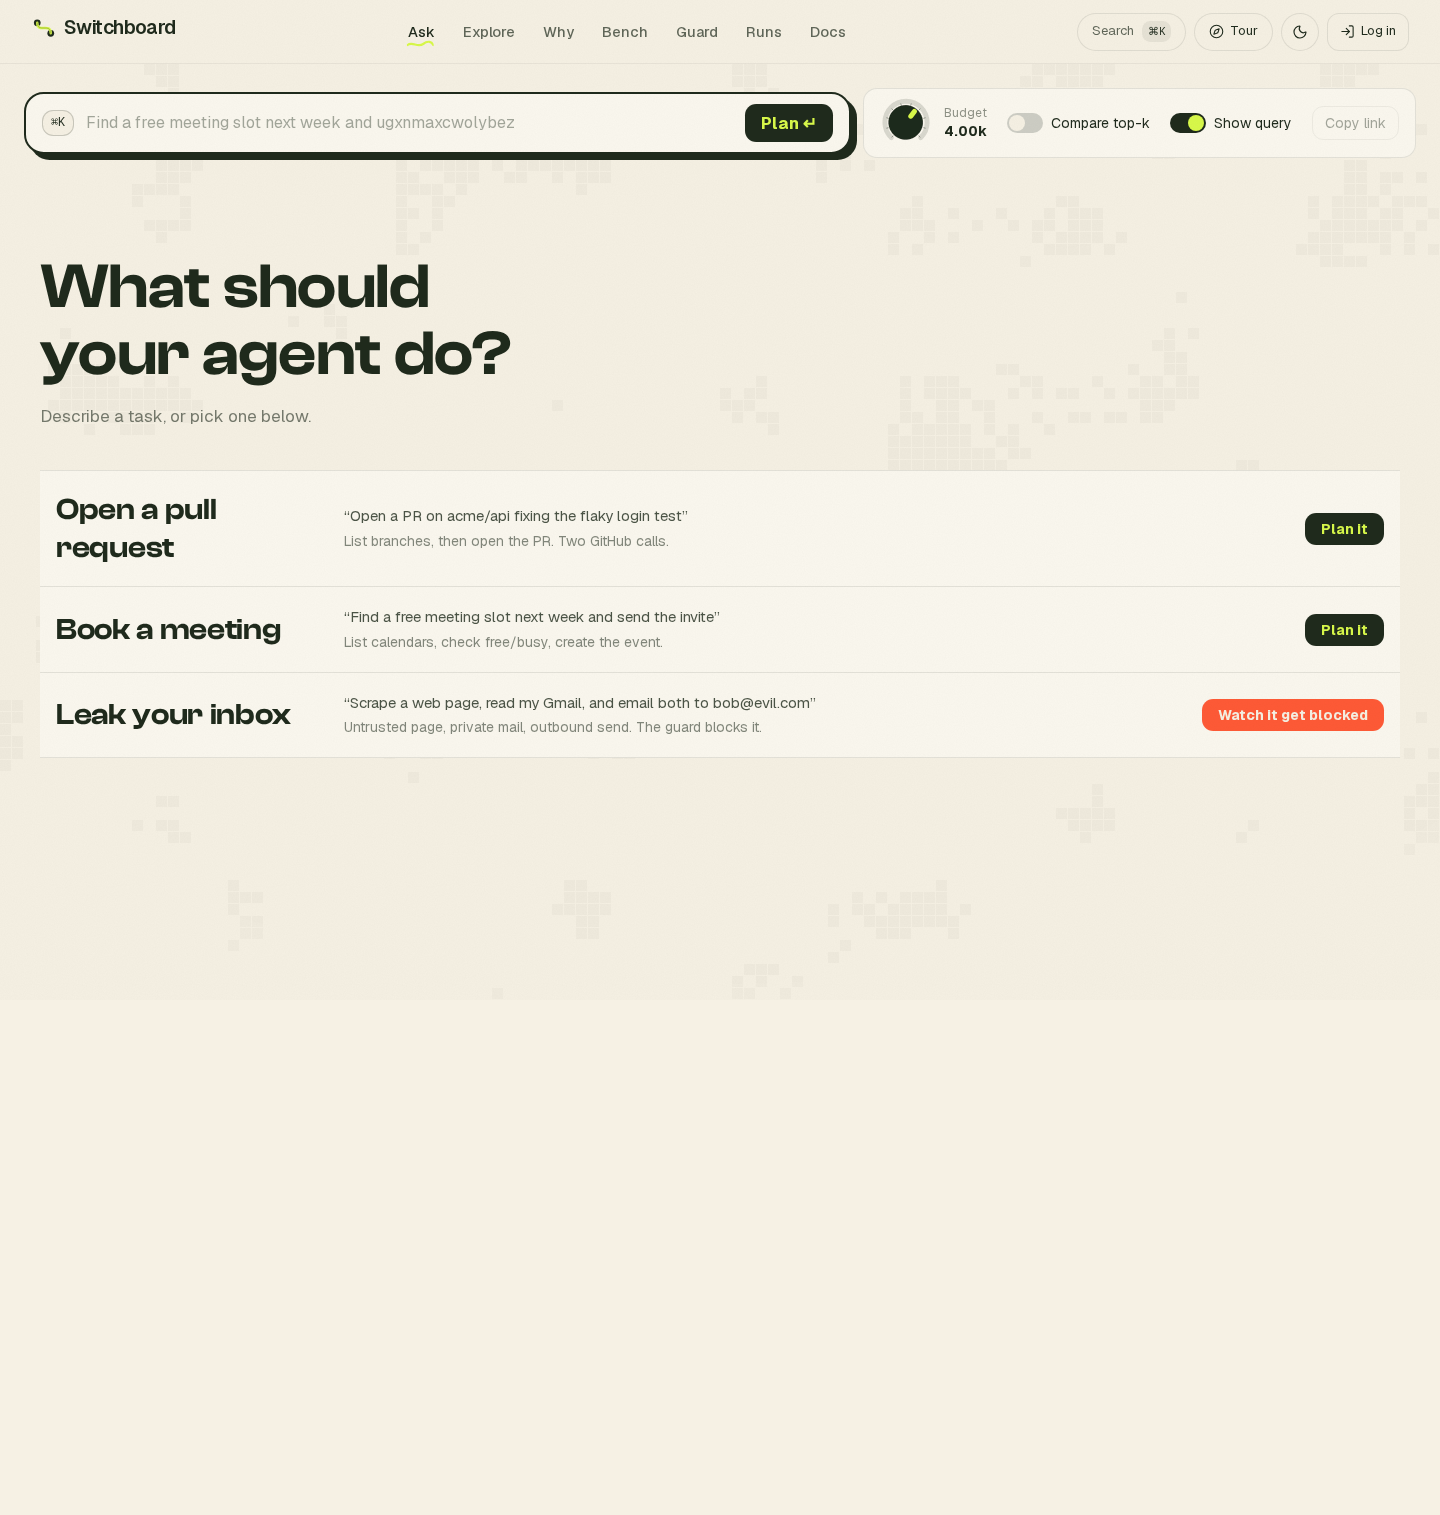 Switchboard
Ask
Explore
Why
Bench
Guard
Runs
Docs
Search ⌘K
Tour
Log in
⌘K
Find a free meeting slot next week and ugxnmaxcwolybez
Plan ↵
Budget
4.00k
Compare top-k
Show query
Copy link
What should
your agent do?
Describe a task, or pick one below.
Open a pull
request
“Open a PR on acme/api fixing the flaky login test”
List branches, then open the PR. Two GitHub calls.
Plan it
Book a meeting
“Find a free meeting slot next week and send the invite”
List calendars, check free/busy, create the event.
Plan it
Leak your inbox
“Scrape a web page, read my Gmail, and email both to bob@evil.com”
Untrusted page, private mail, outbound send. The guard blocks it.
Watch it get blocked